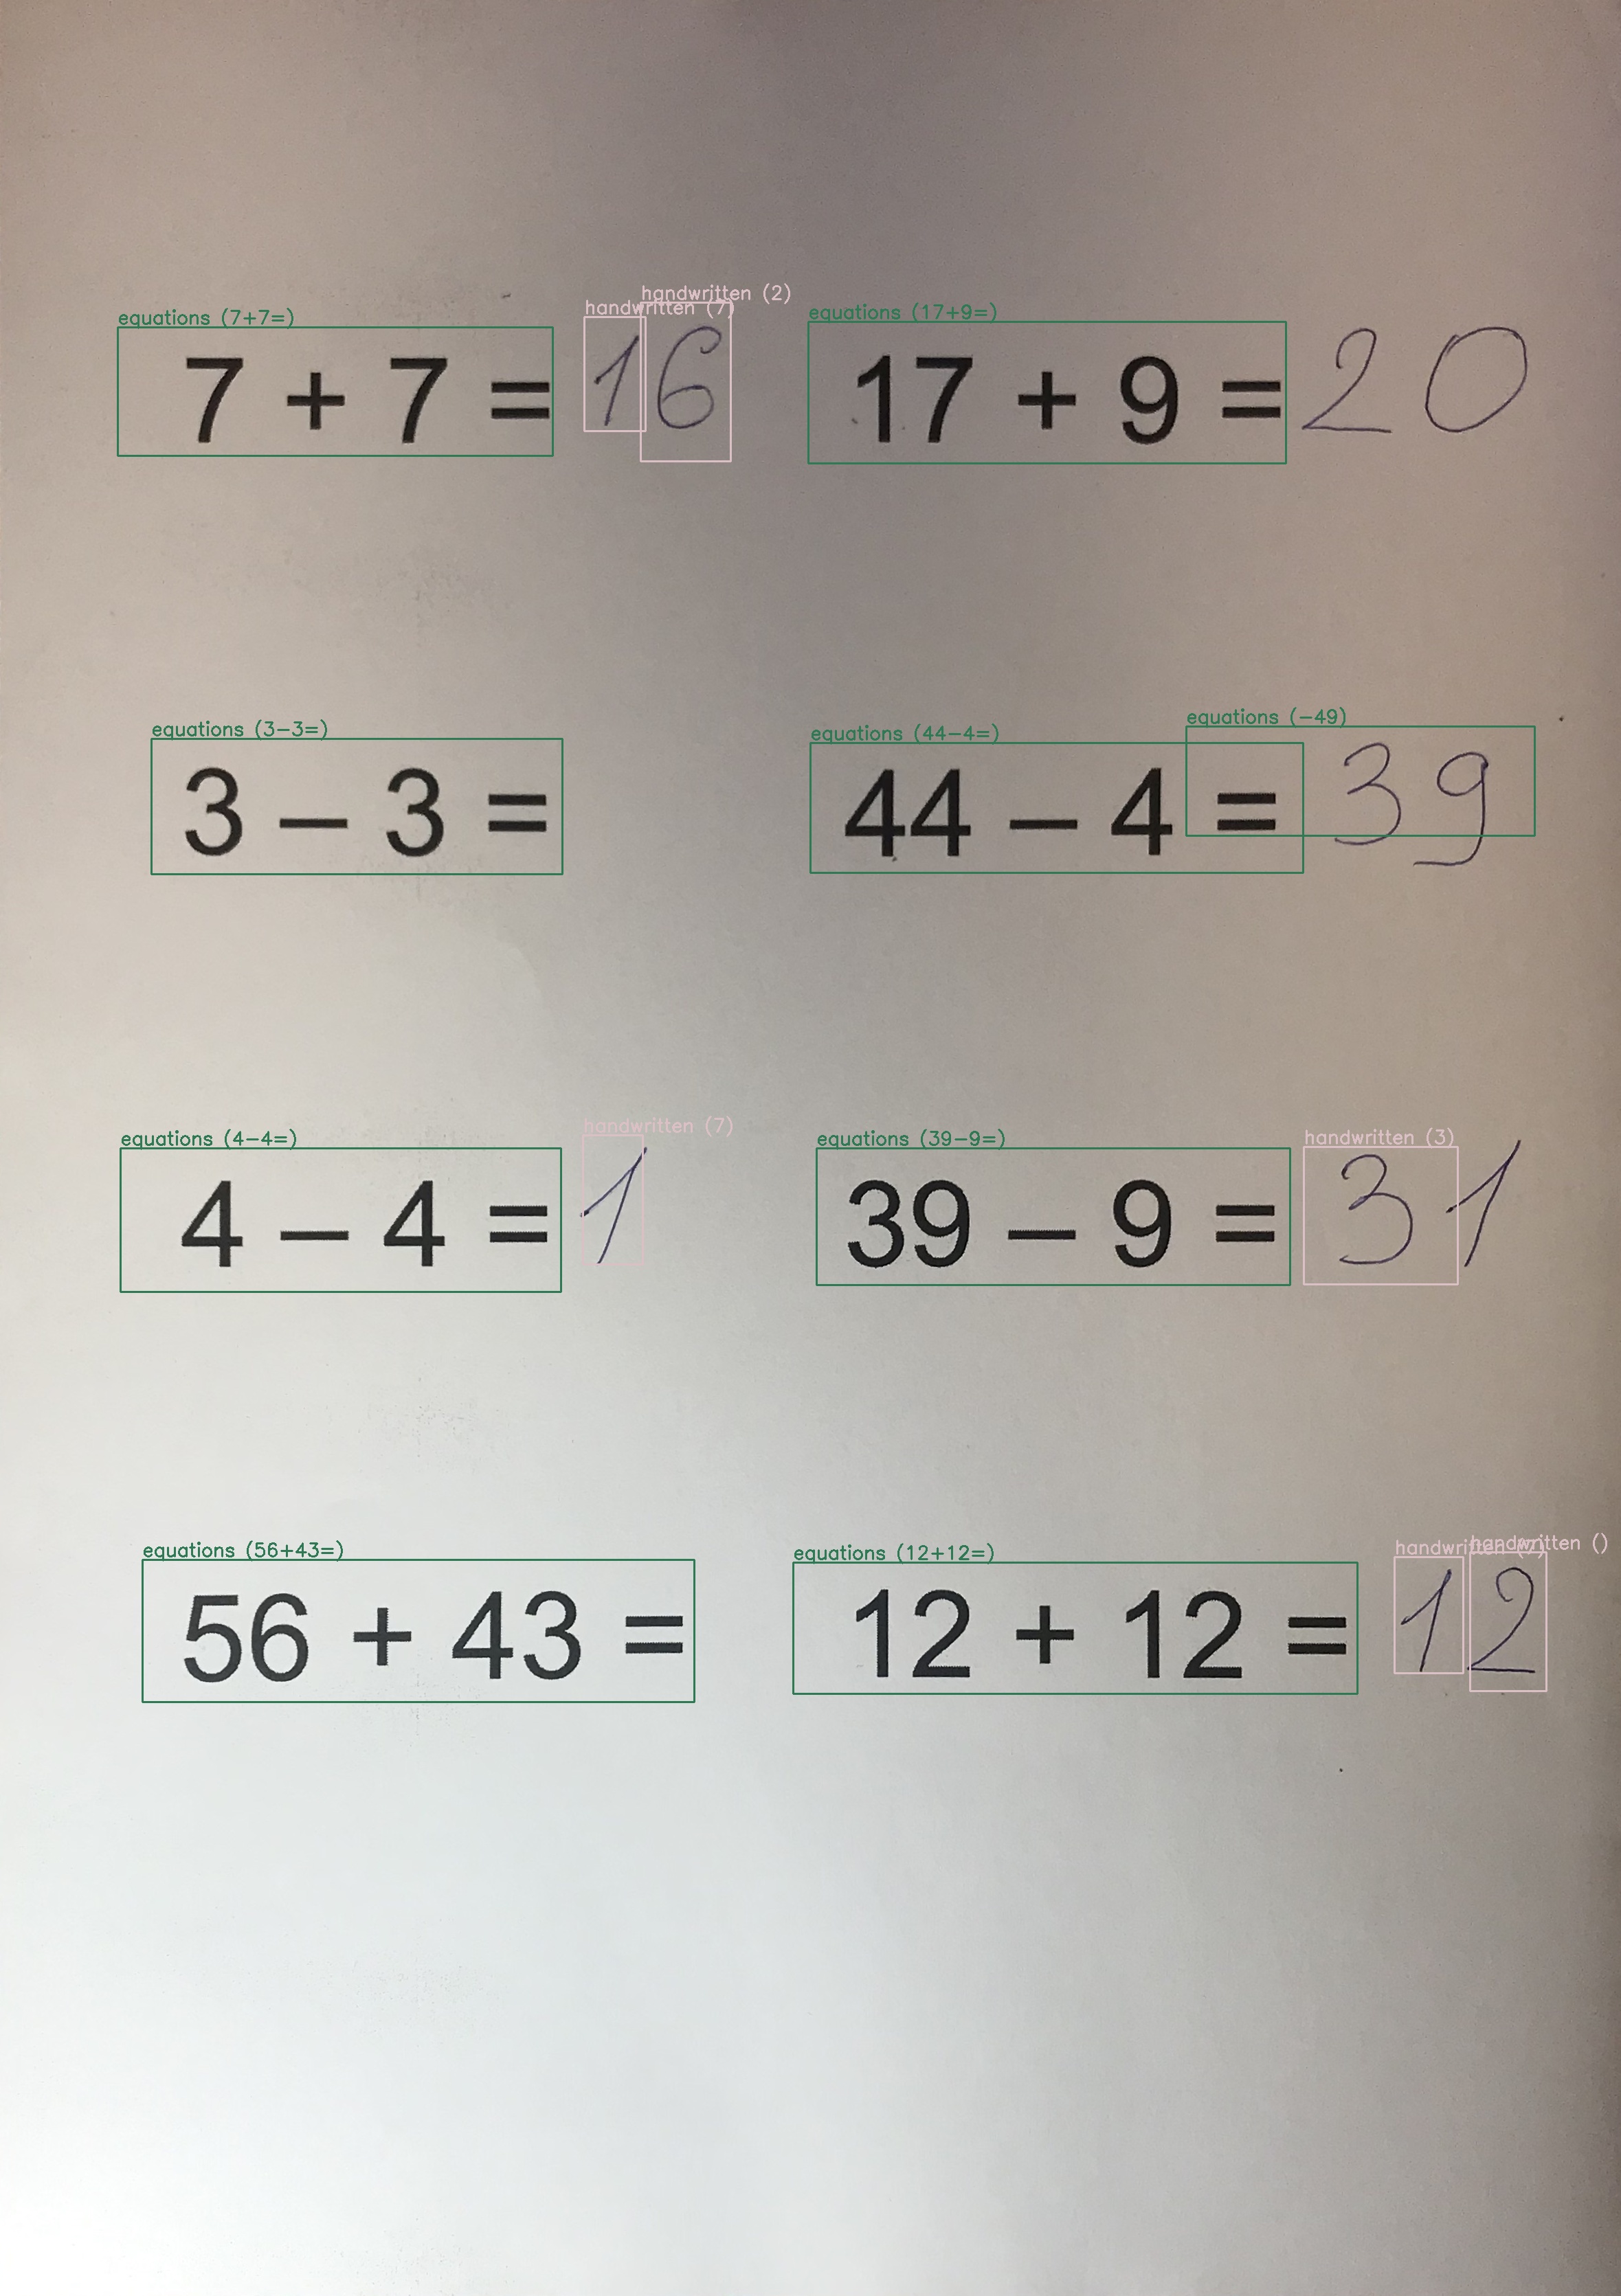 handwritten (2)
equations (7+7=) handwritten (7) equations (17+9=)
7 + 7 = 16 17 + 9 = 20
equations (3-3=) equations (44-4=) equations (-49)
3 – 3 = 44 – 4 = 39
equations (4-4=) handwritten (7) equations (39-9=) handwritten (3)
4 – 4 = 1 39 – 9 = 31
equations (56+43=) equations (12+12=) handwritten handwritten ()
56 + 43 = 12 + 12 = 12